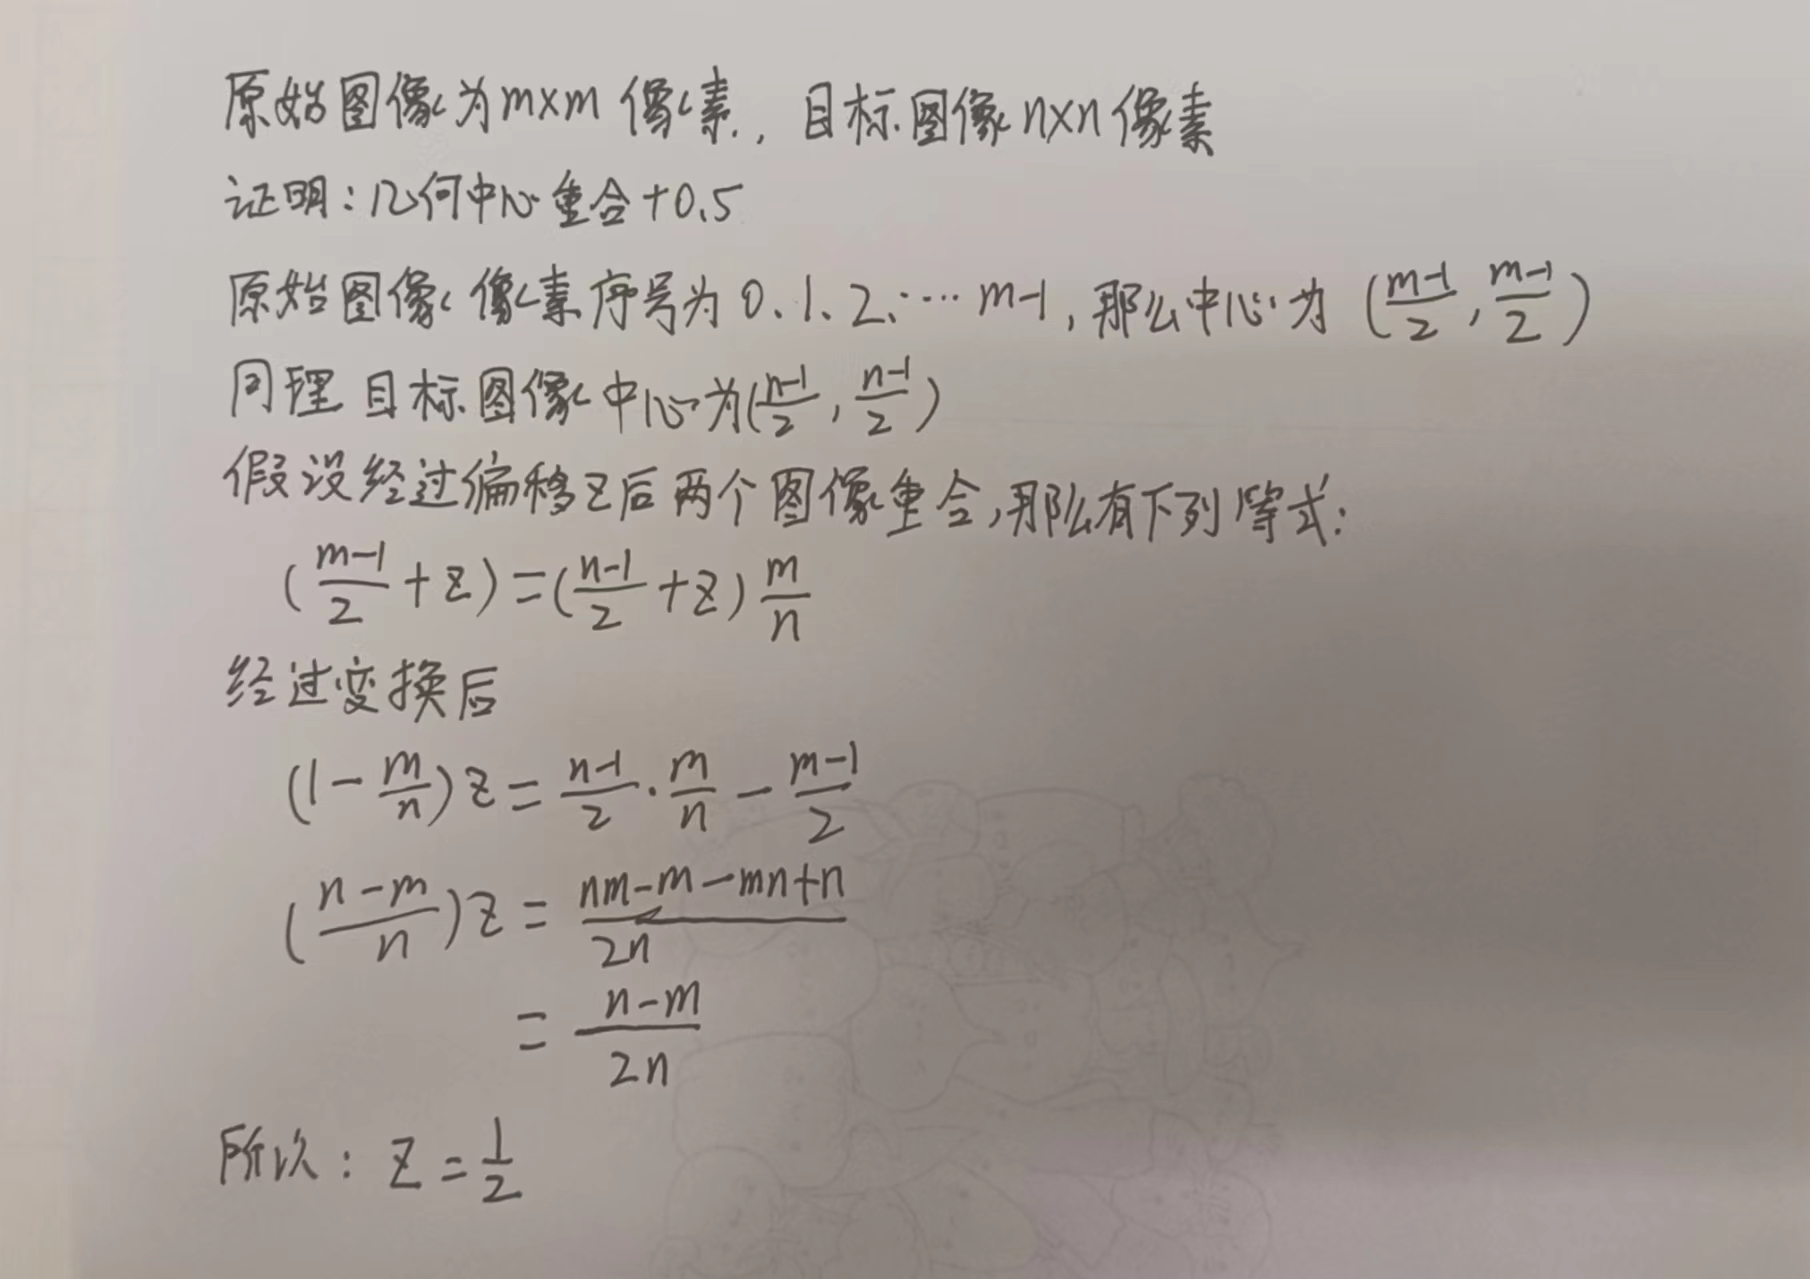 原始图像为m×m像素，目标图像n×n像素
证明：几何中心重合+0.5
原始图像像素序号为0、1、2、…… m-1，那么中心为 (\frac{m-1}{2}, \frac{m-1}{2})
同理目标图像中心为(\frac{n-1}{2}, \frac{n-1}{2})
假设经过偏移z后两个图像重合，那么有下列等式：
(\frac{m-1}{2}+z)=(\frac{n-1}{2}+z)\frac{m}{n}
经过变换后
(1-\frac{m}{n})z=\frac{n-1}{2}·\frac{m}{n}-\frac{m-1}{2}
(\frac{n-m}{n})z=\frac{nm-m-mn+n}{2n}
=\frac{n-m}{2n}
所以：z=\frac{1}{2}